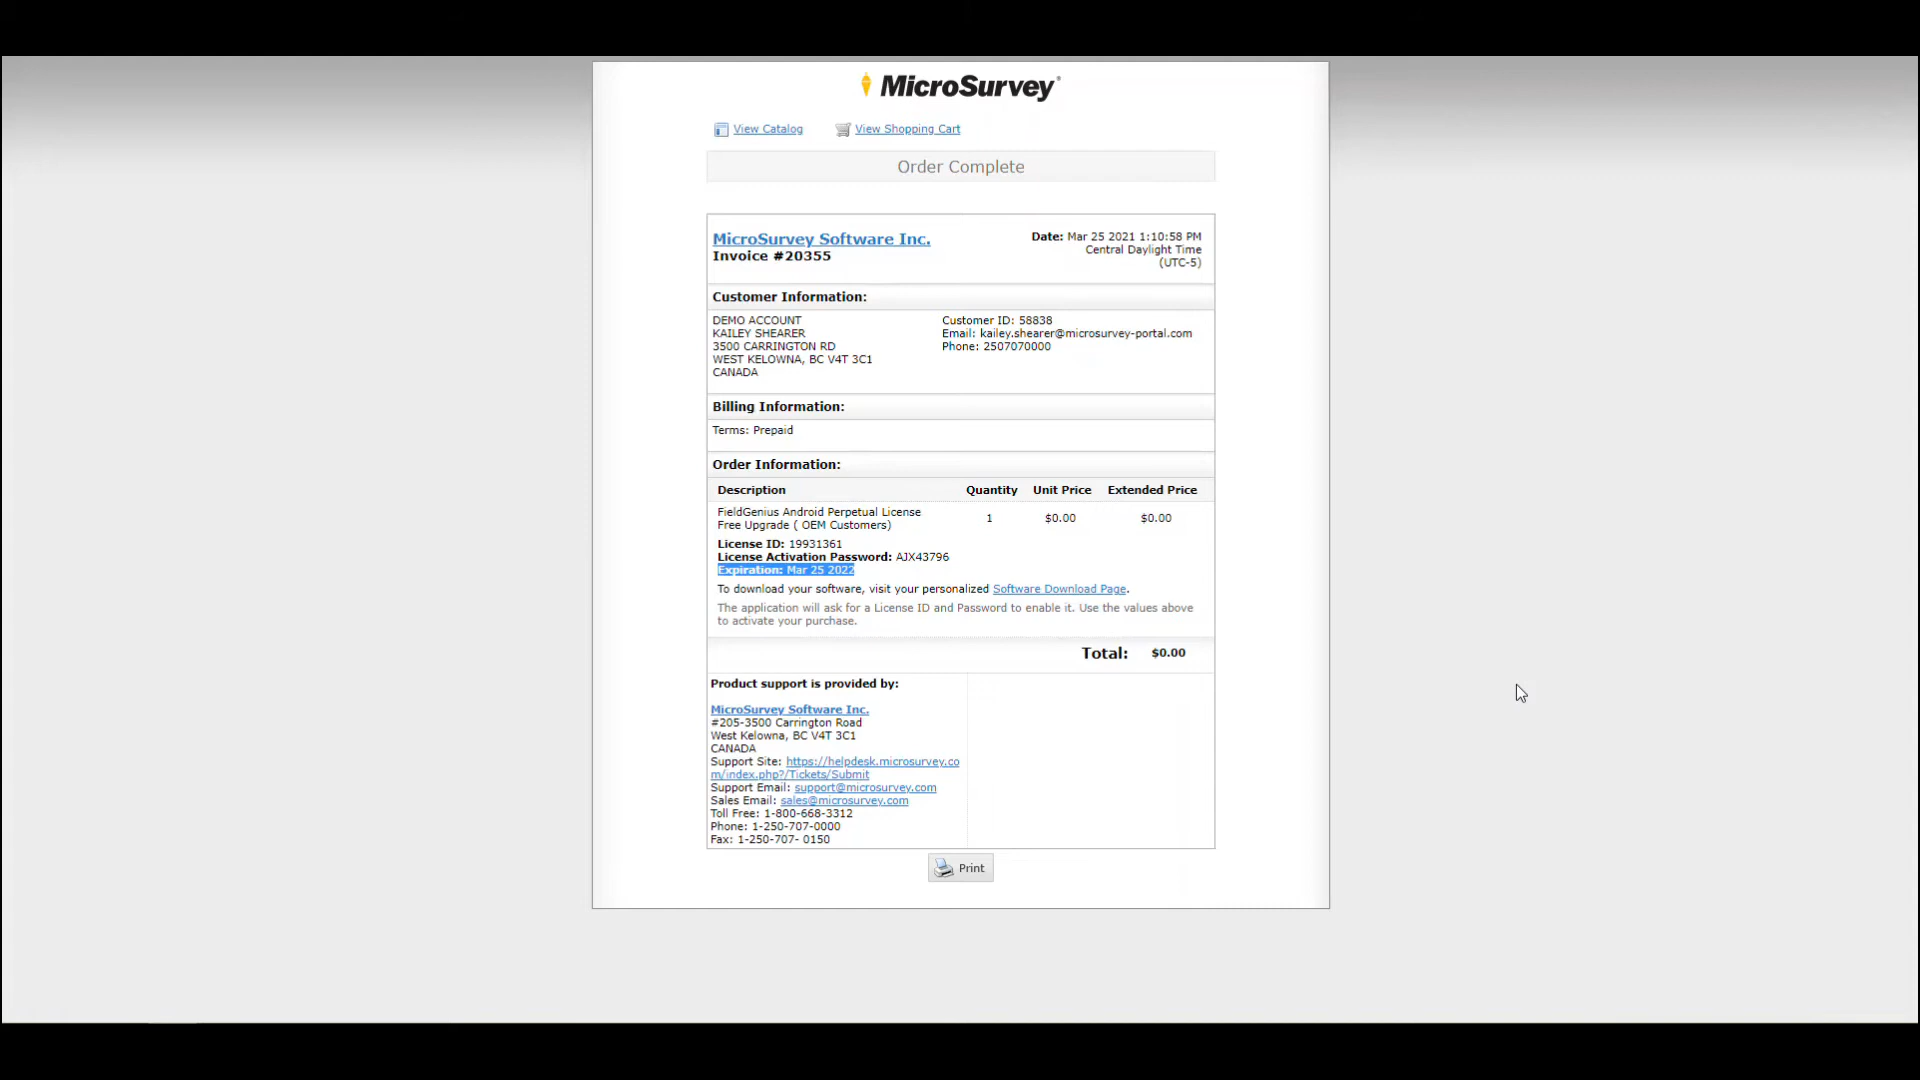 MicroSurvey
View Catalog View Shopping Cart
Order Complete
MicroSurvey Software Inc.
Invoice #20355
Date: Mar 25 2021 1:10:58 PM
Central Daylight Time
(UTC-5)
Customer Information:
DEMO ACCOUNT
KAILEY SHEARER
3500 CARRINGTON RD
WEST KELOWNA, BC V4T 3C1
CANADA
Customer ID: 58838
Email: kailey.shearer@microsurvey-portal.com
Phone: 2507070000
Billing Information:
Terms: Prepaid
Order Information:
Description Quantity Unit Price Extended Price
FieldGenius Android Perpetual License
Free Upgrade ( OEM Customers)
1 $0.00 $0.00
License ID: 19931361
License Activation Password: AJX43796
Expiration: Mar 25 2022
To download your software, visit your personalized Software Download Page.
The application will ask for a License ID and Password to enable it. Use the values above
to activate your purchase.
Total: $0.00
Product support is provided by:
MicroSurvey Software Inc.
#205-3500 Carrington Road
West Kelowna, BC V4T 3C1
CANADA
Support Site: https://helpdesk.microsurvey.co
m/index.php?/Tickets/Submit
Support Email: support@microsurvey.com
Sales Email: sales@microsurvey.com
Toll Free: 1-800-668-3312
Phone: 1-250-707-0000
Fax: 1-250-707- 0150
Print